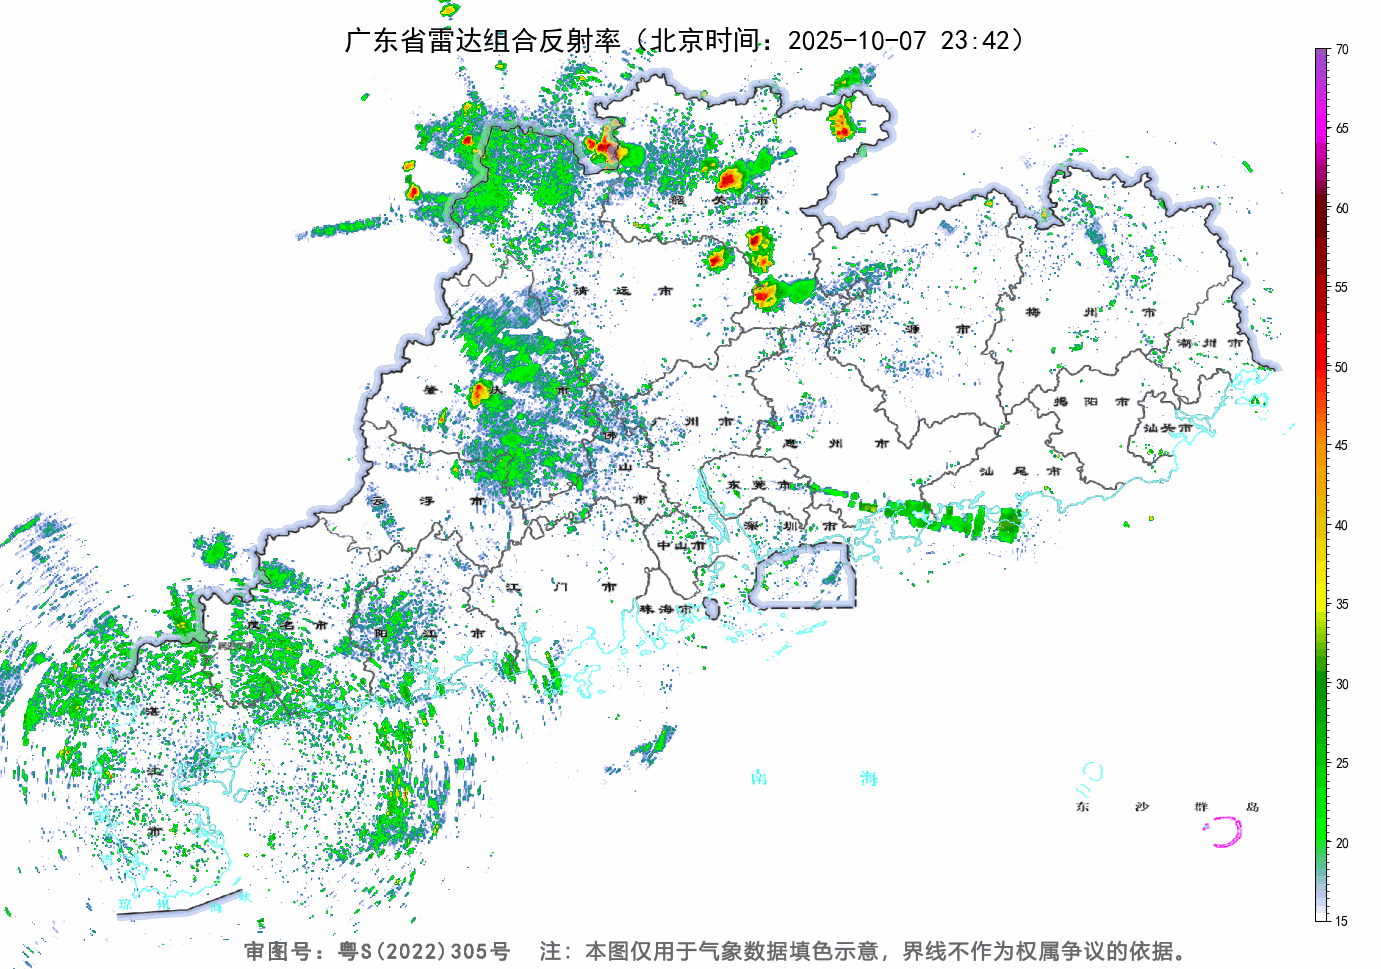 广东省雷达组合反射率（北京时间：2025-10-07 23:42）
70
65
60
55
50
45
40
35
30
25
20
15
韶关市
清远市
河源市
梅州市
潮州市
肇庆市
广州市
佛山市
惠州市
揭阳市
汕头市
汕尾市
云浮市
东莞市
深圳市
中山市
江门市
珠海市
茂名市
阳江市
湛江市
南海
东沙群岛
琼州海峡
审图号：粤S(2022)305号 注：本图仅用于气象数据填色示意，界线不作为权属争议的依据。